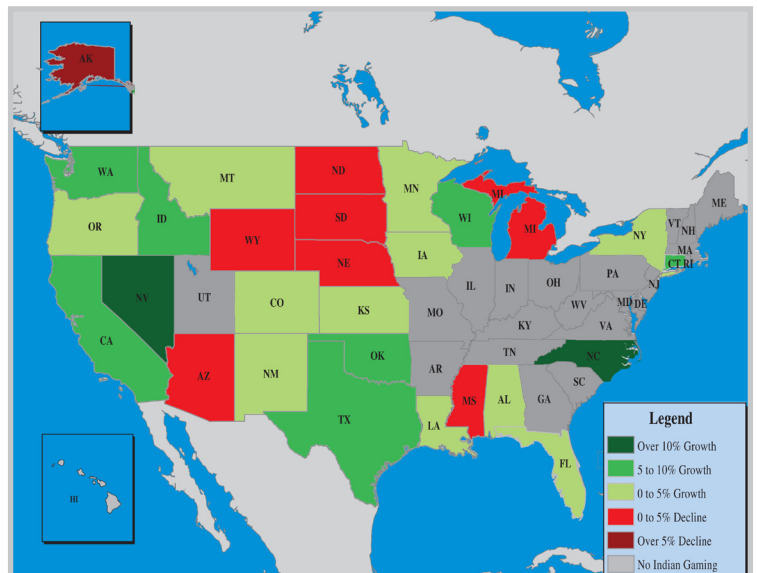 AK
WA
MT
ND
MN
ME
VT
NH
MI
WI
OR
ID
SD
MI
NY
MA
WY
CT RI
IA
NE
PA
NJ
NV
UT
IL
IN
OH
MD DE
CO
WV
KS
MO
VA
KY
CA
OK
TN
NC
AZ
NM
AR
SC
MS
AL
GA
TX
LA
FL
HI
Legend
Over 10% Growth
5 to 10% Growth
0 to 5% Growth
0 to 5% Decline
Over 5% Decline
No Indian Gaming